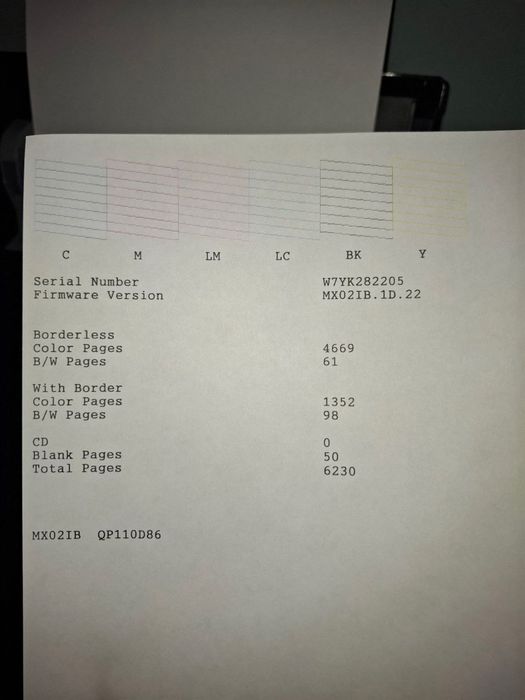 C M LM LC BK Y
Serial Number W7YK282205
Firmware Version MX02IB.1D.22
Borderless
Color Pages 4669
B/W Pages 61
With Border
Color Pages 1352
B/W Pages 98
CD 0
Blank Pages 50
Total Pages 6230
MX02IB QP110D86